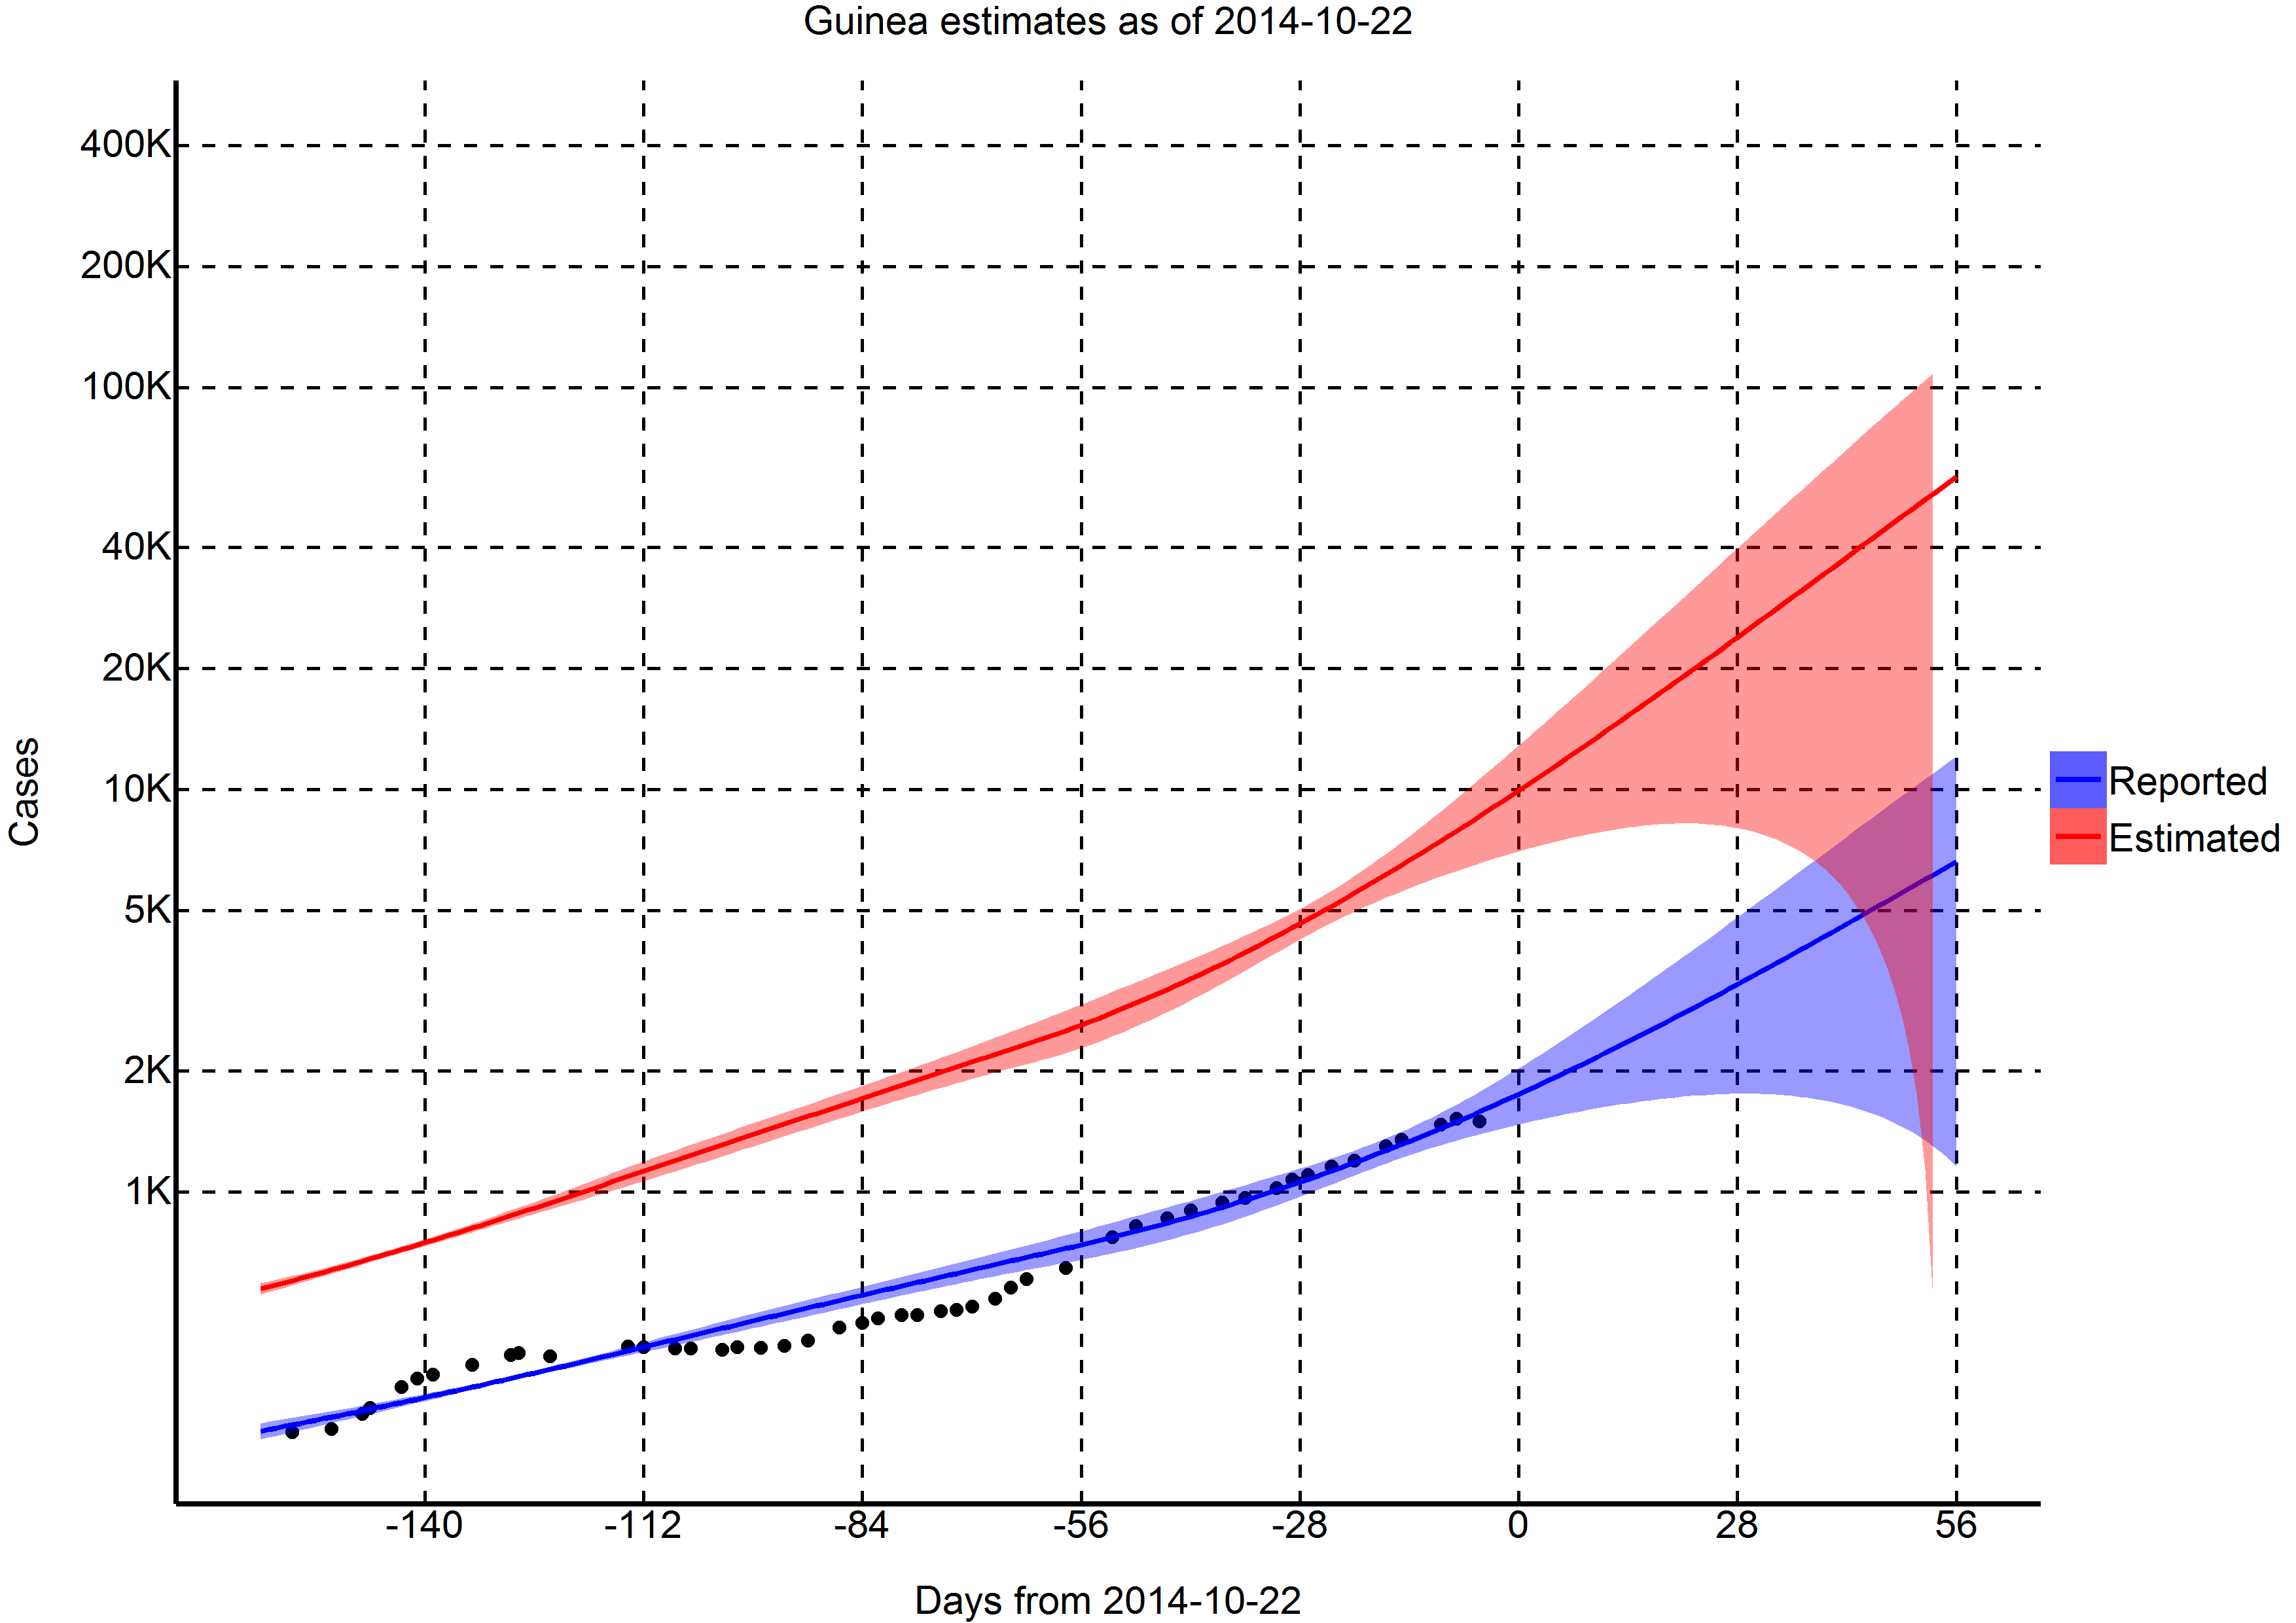 Guinea estimates as of 2014-10-22
400K
200K
100K
40K
20K
10K
5K
2K
1K
Cases
Reported
Estimated
-140 -112 -84 -56 -28 0 28 56
Days from 2014-10-22